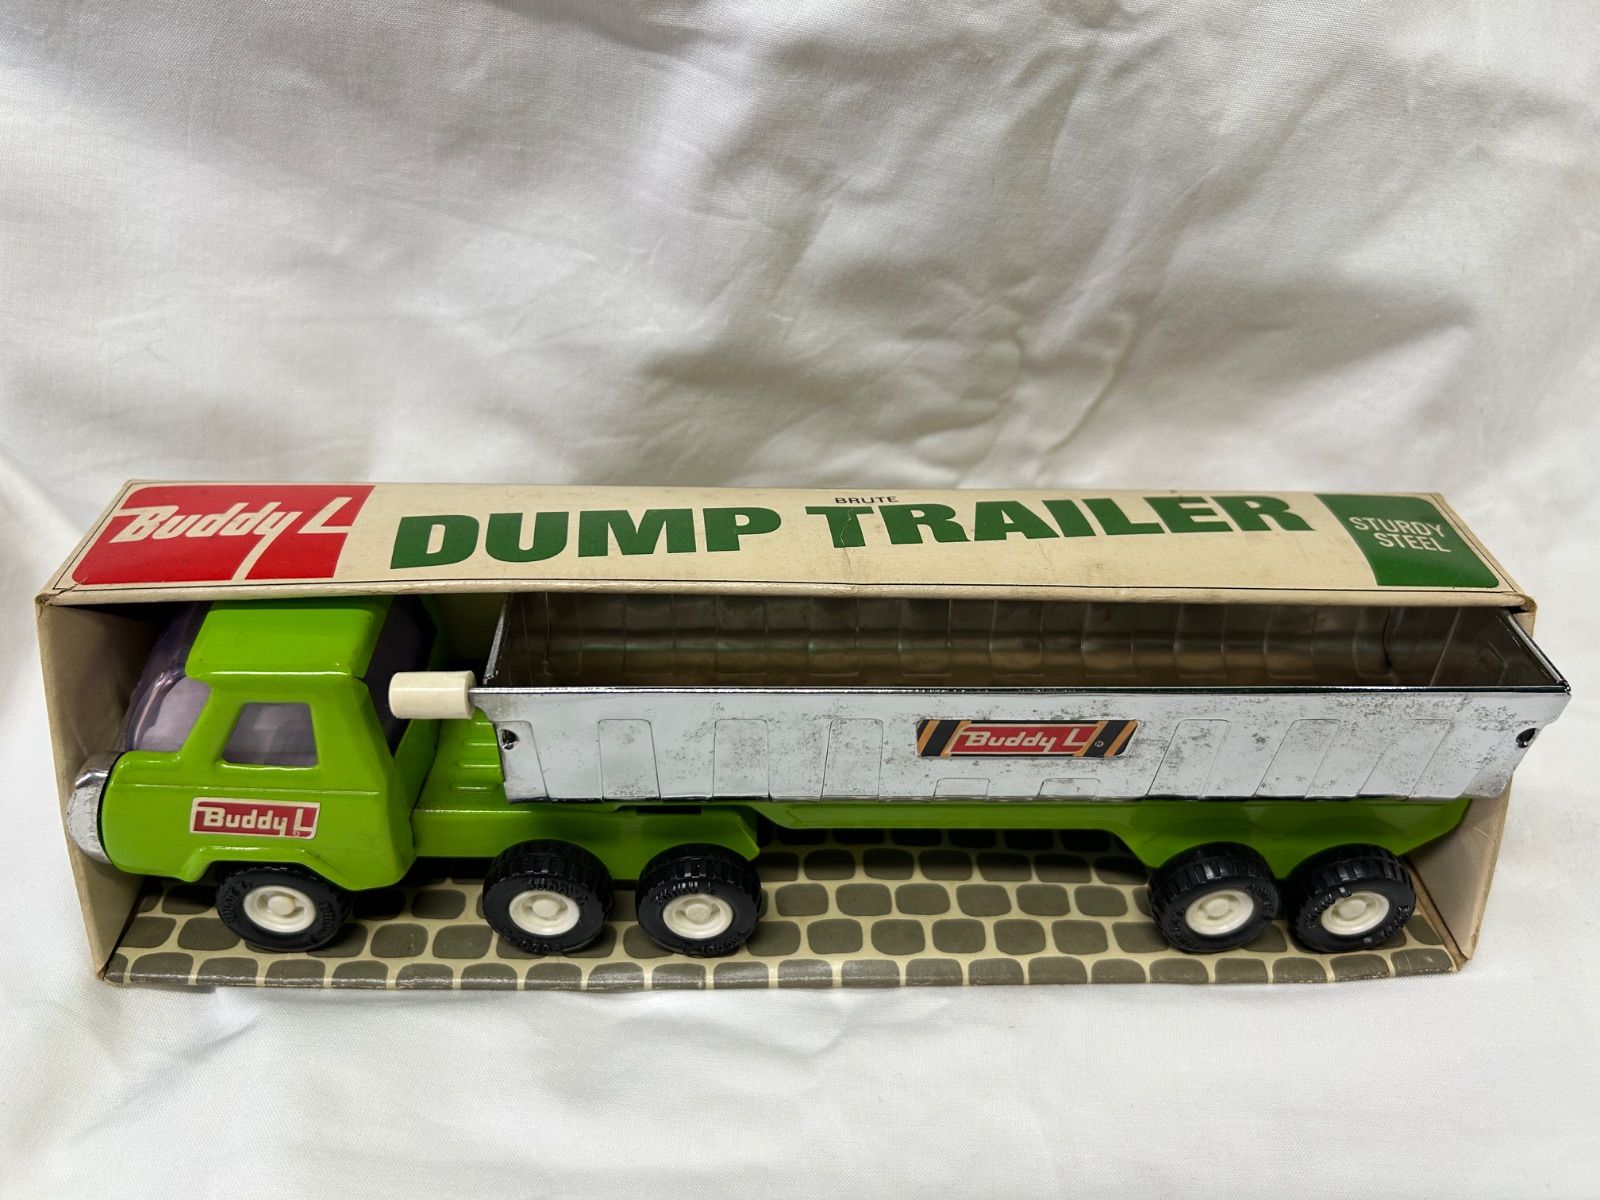 Buddy L
BRUTE
DUMP TRAILER
STURDY
STEEL
Buddy L
Buddy L